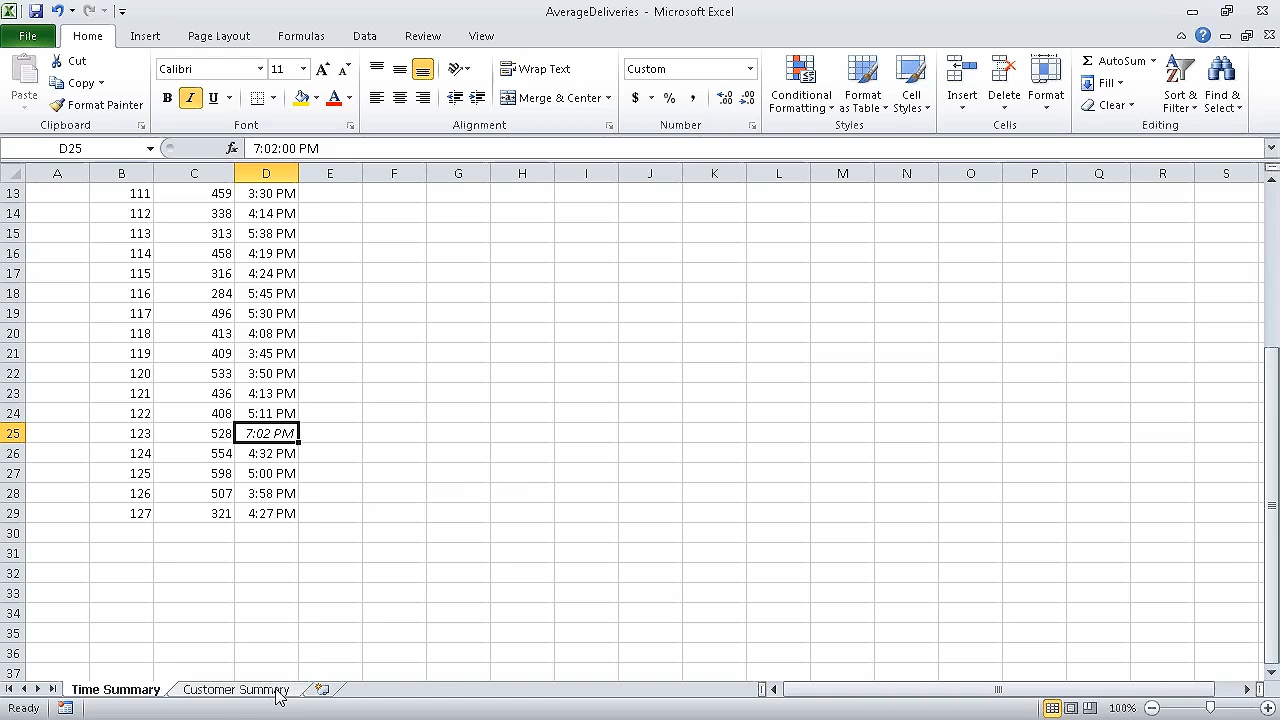 AverageDeliveries - Microsoft Excel
File Home Insert Page Layout Formulas Data Review View
Paste
Cut
Copy
Format Painter
Clipboard
Calibri 11
B I U
A A A
Font
Wrap Text
Merge & Center
Alignment
Custom
$ % , .00 .0
Number
Conditional Formatting
Format as Table
Cell Styles
Styles
Insert
Delete
Format
Cells
Σ AutoSum
Fill
Clear
Sort & Filter
Find & Select
Editing
D25 fx 7:02:00 PM
A B C D E F G H I J K L M N O P Q R S
13 111 459 3:30 PM
14 112 338 4:14 PM
15 113 313 5:38 PM
16 114 458 4:19 PM
17 115 316 4:24 PM
18 116 284 5:45 PM
19 117 496 5:30 PM
20 118 413 4:08 PM
21 119 409 3:45 PM
22 120 533 3:50 PM
23 121 436 4:13 PM
24 122 408 5:11 PM
25 123 528 7:02 PM
26 124 554 4:32 PM
27 125 598 5:00 PM
28 126 507 3:58 PM
29 127 321 4:27 PM
30
31
32
33
34
35
36
37
Time Summary Customer Summary
Ready 100%